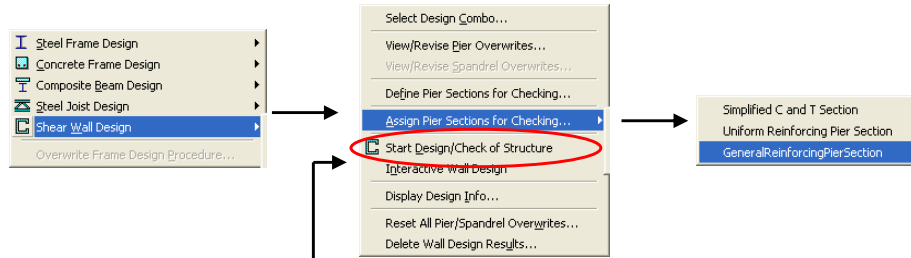 Steel Frame Design
Concrete Frame Design
Composite Beam Design
Steel Joist Design
Shear Wall Design
Overwrite Frame Design Procedure...
Select Design Combo...
View/Revise Pier Overwrites...
View/Revise Spandrel Overwrites...
Define Pier Sections for Checking...
Assign Pier Sections for Checking...
Start Design/Check of Structure
Interactive Wall Design
Display Design Info...
Reset All Pier/Spandrel Overwrites...
Delete Wall Design Results...
Simplified C and T Section
Uniform Reinforcing Pier Section
GeneralReinforcingPierSection